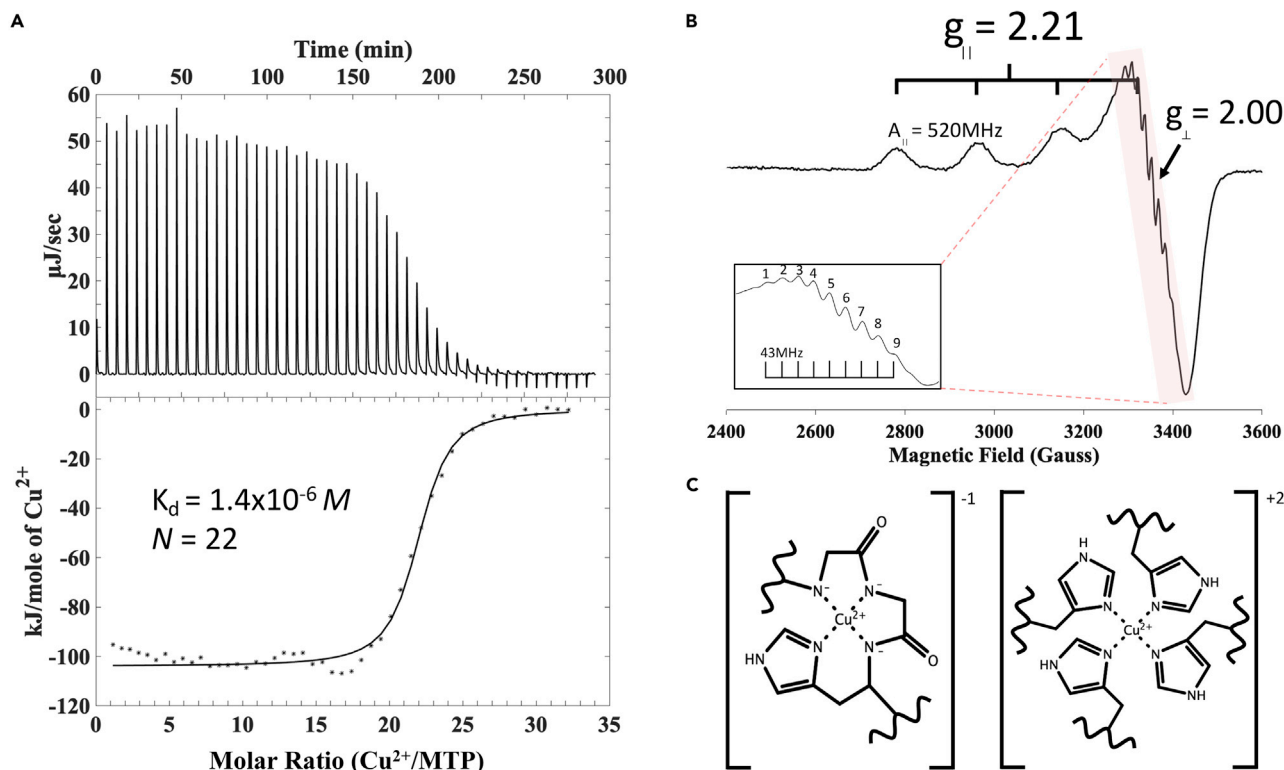 A
Time (min)
0 50 100 150 200 250 300
60
50
40
30
20
10
0
µJ/sec
0
-20
-40
-60
-80
-100
-120
kJ/mole of Cu²⁺
K_d = 1.4x10⁻⁶ M
N = 22
0 5 10 15 20 25 30 35
Molar Ratio (Cu²⁺/MTP)
B
g|| = 2.21
A|| = 520MHz
g⊥ = 2.00
1 2 3 4 5 6 7 8 9
43MHz
2400 2800 3000 3200 3400 3600
Magnetic Field (Gauss)
C
-1
O
N⁻ N⁻
Cu²⁺
N N⁻ O
HN
+2
H
N NH
N N
Cu²⁺
N N
HN NH